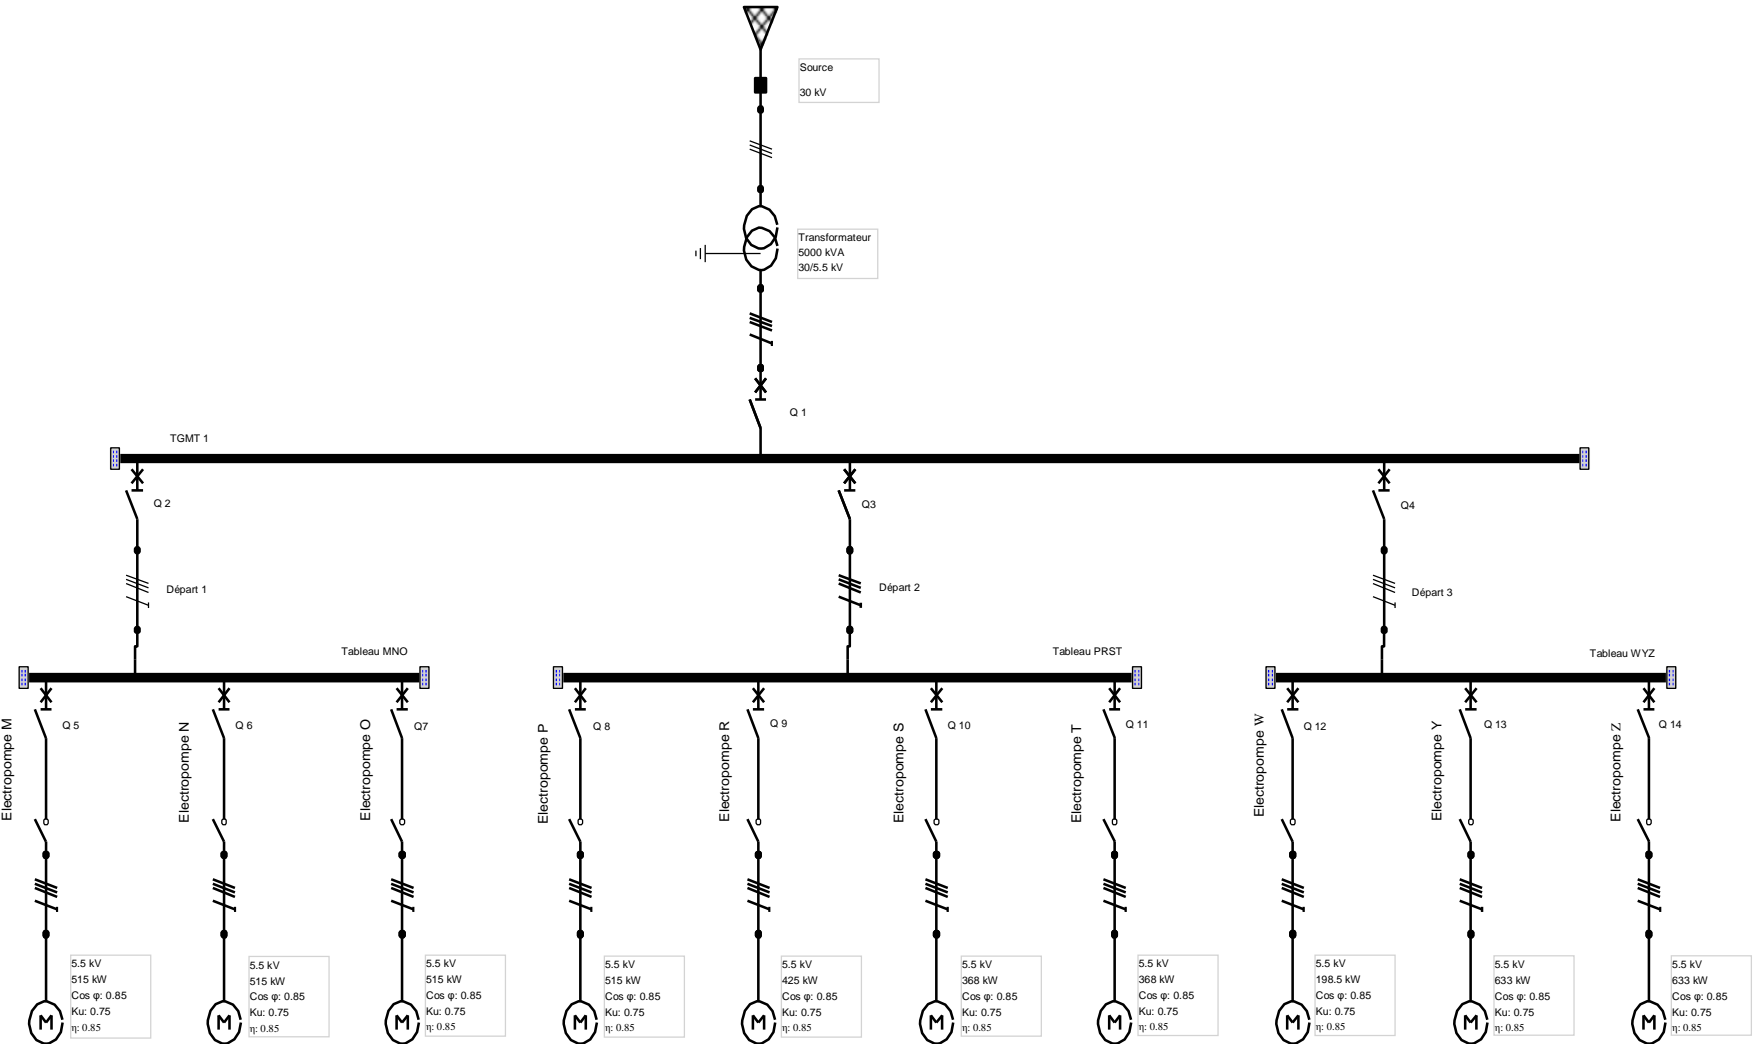 Source
30 kV
Transformateur
5000 kVA
30/5.5 kV
Q 1
TGMT 1
Q 2
Q3
Q4
Départ 1
Départ 2
Départ 3
Tableau MNO
Tableau PRST
Tableau WYZ
Electropompe M
Q 5
Electropompe N
Q 6
Electropompe O
Q7
Electropompe P
Q 8
Electropompe R
Q 9
Electropompe S
Q 10
Electropompe T
Q 11
Electropompe W
Q 12
Electropompe Y
Q 13
Electropompe Z
Q 14
5.5 kV
515 kW
Cos φ: 0.85
Ku: 0.75
η: 0.85
M
5.5 kV
515 kW
Cos φ: 0.85
Ku: 0.75
η: 0.85
M
5.5 kV
515 kW
Cos φ: 0.85
Ku: 0.75
η: 0.85
M
5.5 kV
515 kW
Cos φ: 0.85
Ku: 0.75
η: 0.85
M
5.5 kV
425 kW
Cos φ: 0.85
Ku: 0.75
η: 0.85
M
5.5 kV
368 kW
Cos φ: 0.85
Ku: 0.75
η: 0.85
M
5.5 kV
368 kW
Cos φ: 0.85
Ku: 0.75
η: 0.85
M
5.5 kV
198.5 kW
Cos φ: 0.85
Ku: 0.75
η: 0.85
M
5.5 kV
633 kW
Cos φ: 0.85
Ku: 0.75
η: 0.85
M
5.5 kV
633 kW
Cos φ: 0.85
Ku: 0.75
η: 0.85
M